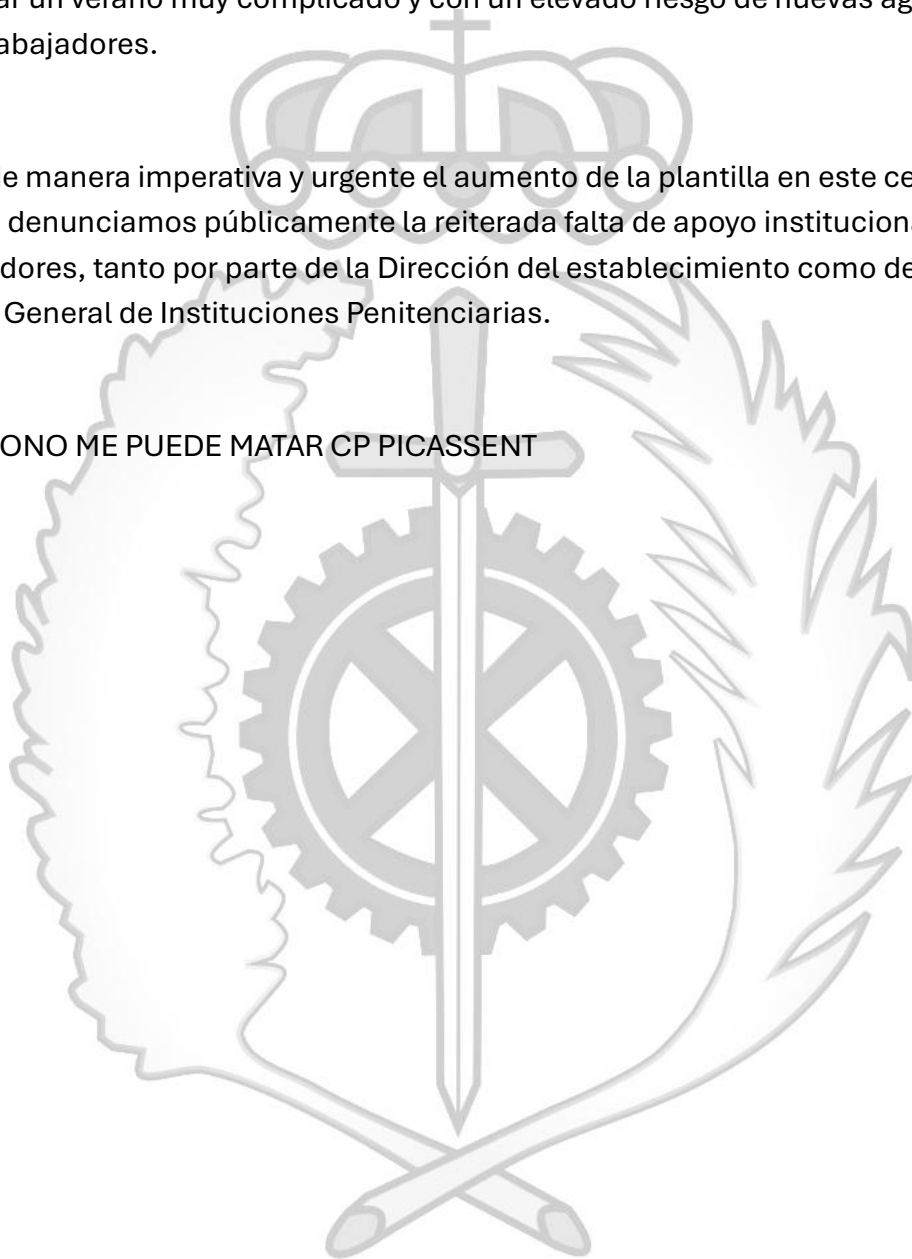 ar un verano muy complicado y con un elevado riesgo de nuevas ag
abajadores.
de manera imperativa y urgente el aumento de la plantilla en este ce
denunciamos públicamente la reiterada falta de apoyo instituciona
dores, tanto por parte de la Dirección del establecimiento como de
General de Instituciones Penitenciarias.
ONO ME PUEDE MATAR CP PICASSENT